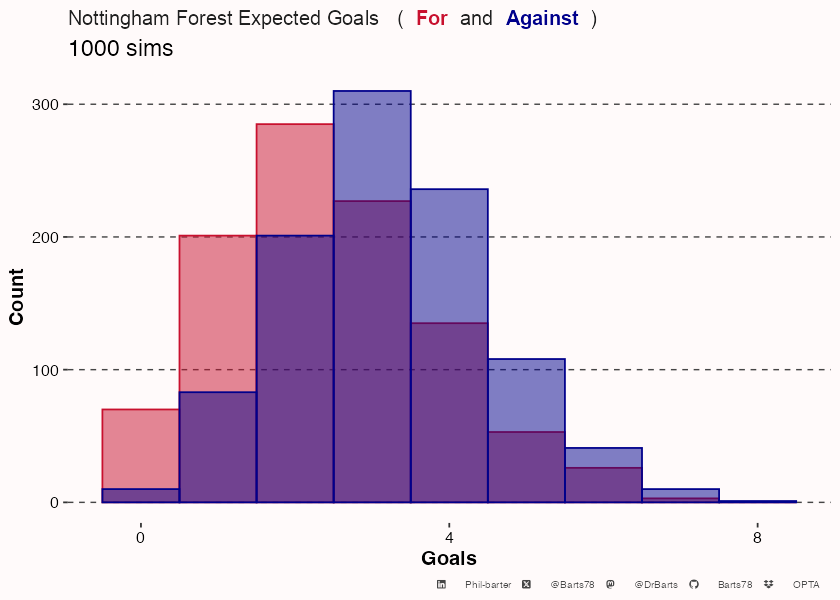 Nottingham Forest Expected Goals ( For and Against )
1000 sims
300
200
100
0
Count
0 4 8
Goals
Phil-barter @Barts78 @DrBarts Barts78 OPTA